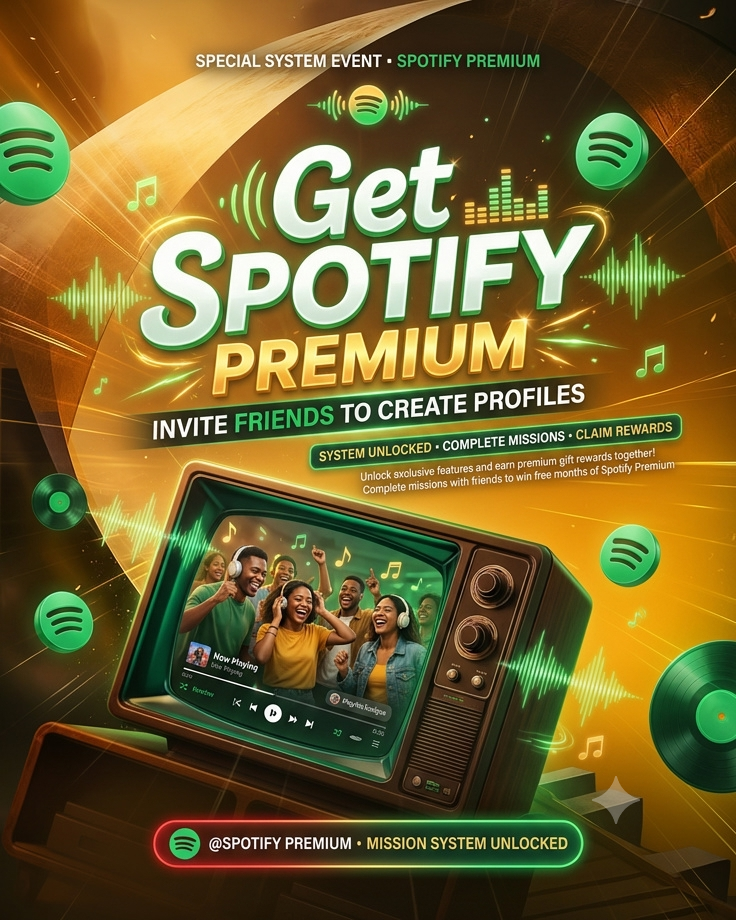 SPECIAL SYSTEM EVENT • SPOTIFY PREMIUM
Get
SPOTIFY
PREMIUM
INVITE FRIENDS TO CREATE PROFILES
SYSTEM UNLOCKED • COMPLETE MISSIONS • CLAIM REWARDS
Unlock sxolusive features and earn premium gift rewards together!
Complete missions with friends to win free months of Spotify Premium
Now Playing
@SPOTIFY PREMIUM • MISSION SYSTEM UNLOCKED